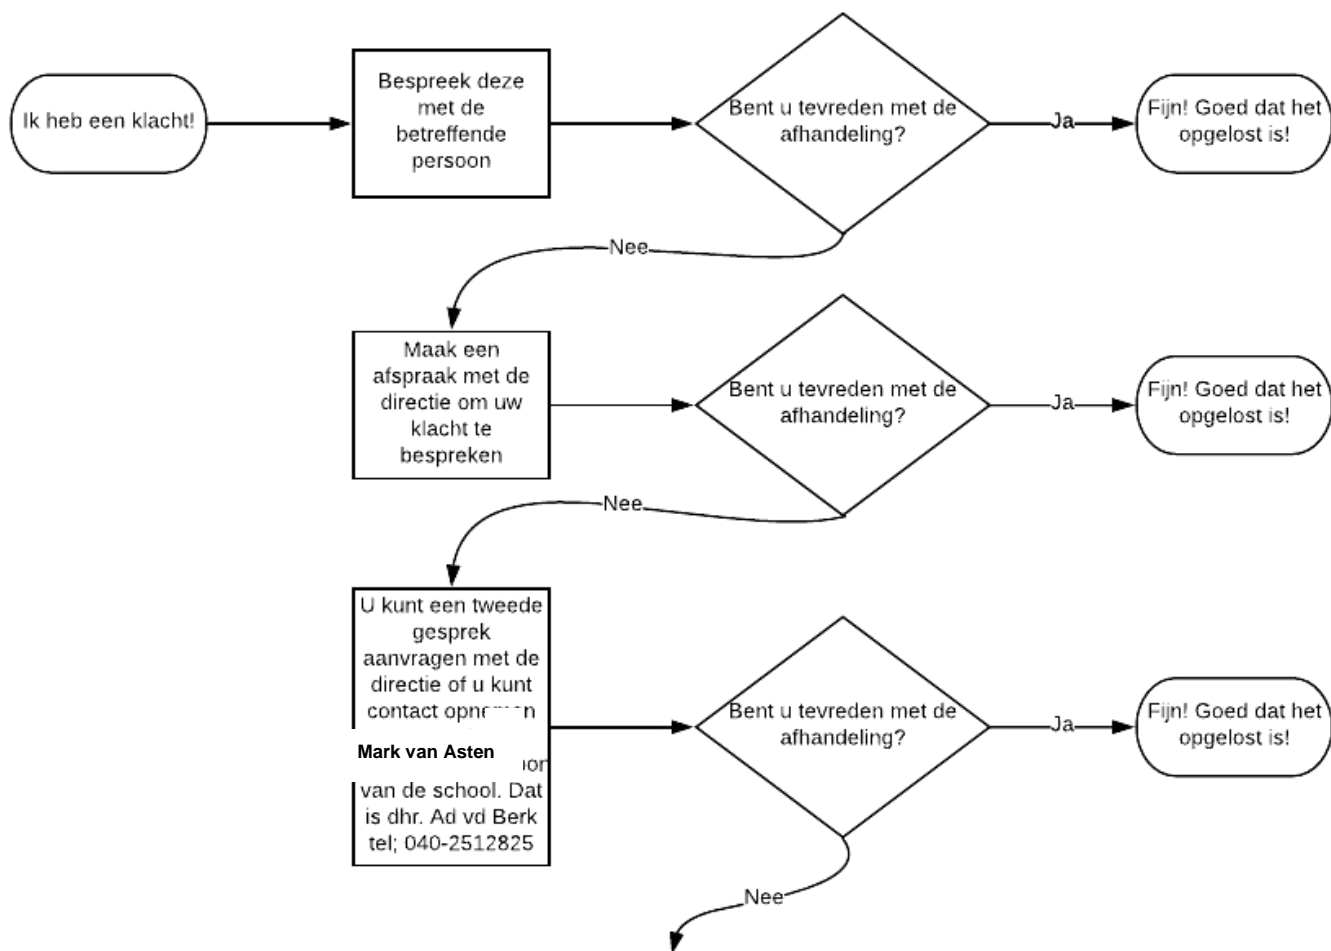 Ik heb een klacht!
Bespreek deze
met de
betreffende
persoon
Bent u tevreden met de
afhandeling?
Ja
Fijn! Goed dat het
opgelost is!
Nee
Maak een
afspraak met de
directie om uw
klacht te
bespreken
Bent u tevreden met de
afhandeling?
Ja
Fijn! Goed dat het
opgelost is!
Nee
U kunt een tweede
gesprek
aanvragen met de
directie of u kunt
contact opnemen
Mark van Asten
van de school. Dat
is dhr. Ad vd Berk
tel; 040-2512825
Bent u tevreden met de
afhandeling?
Ja
Fijn! Goed dat het
opgelost is!
Nee